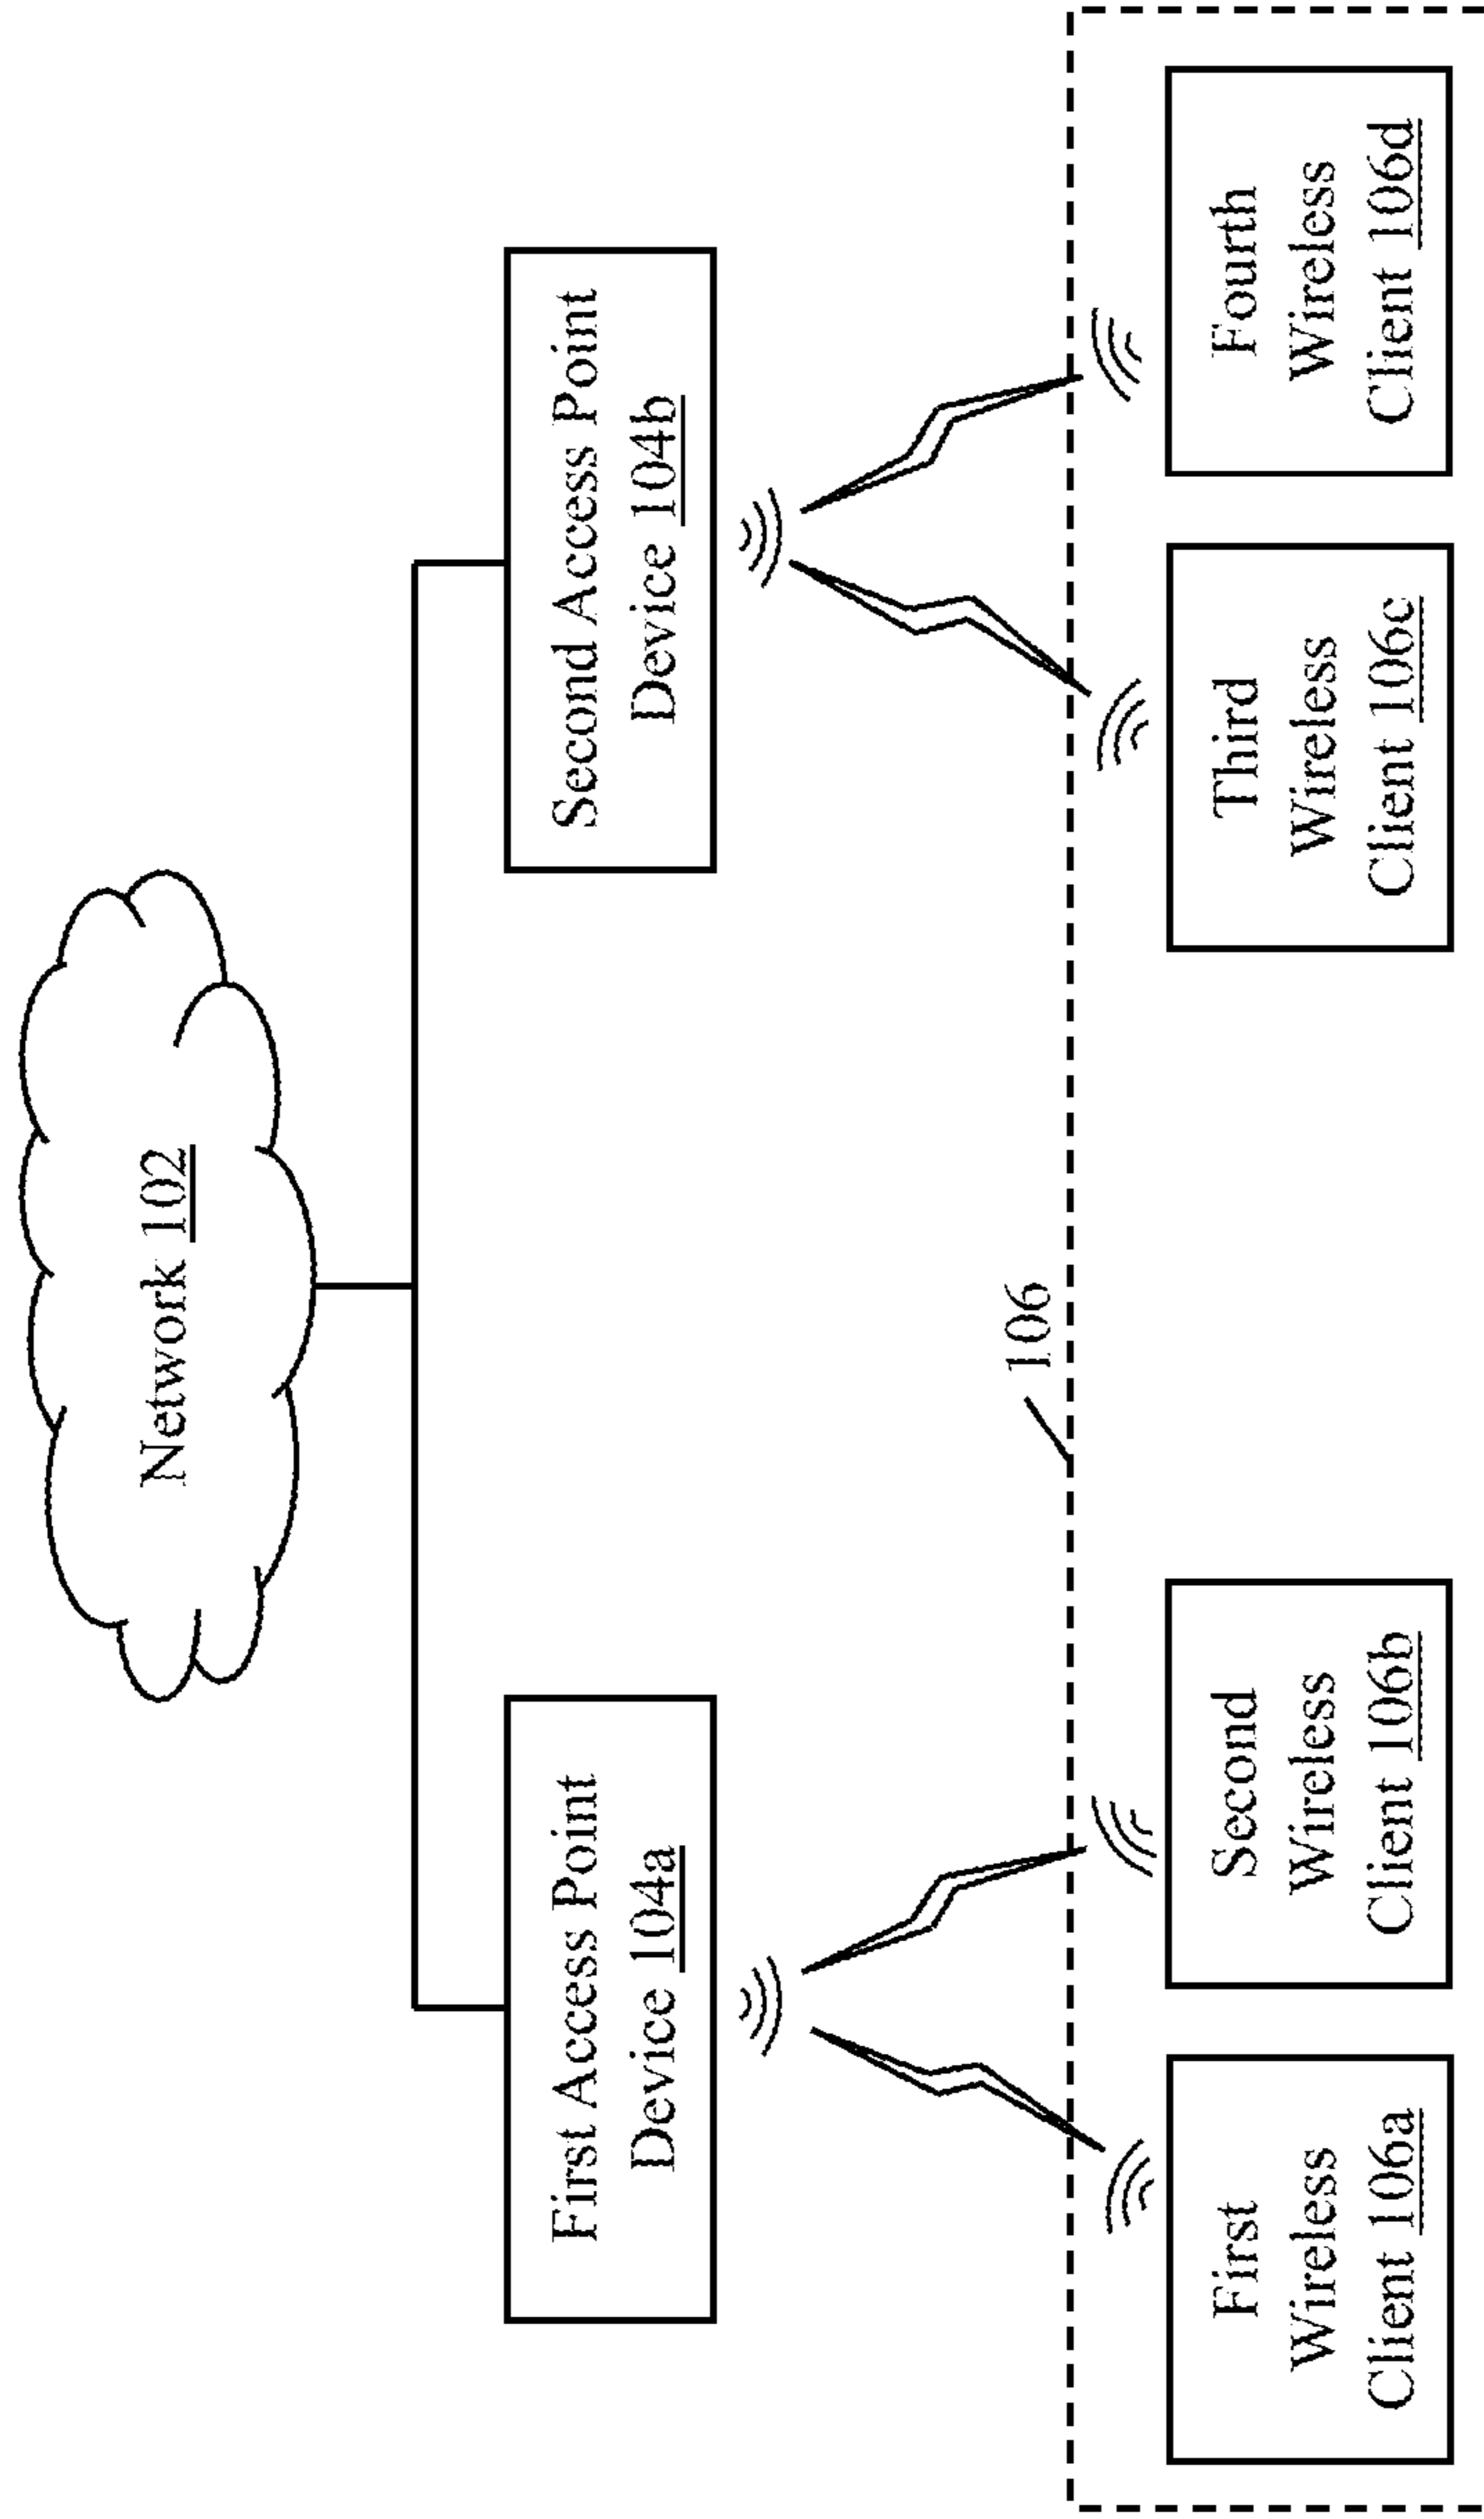 Network 102
First Access Point
Device 104a
Second Access Point
Device 104b
106
First
Wireless
Client 106a
Second
Wireless
Client 106b
Third
Wireless
Client 106c
Fourth
Wireless
Client 106d